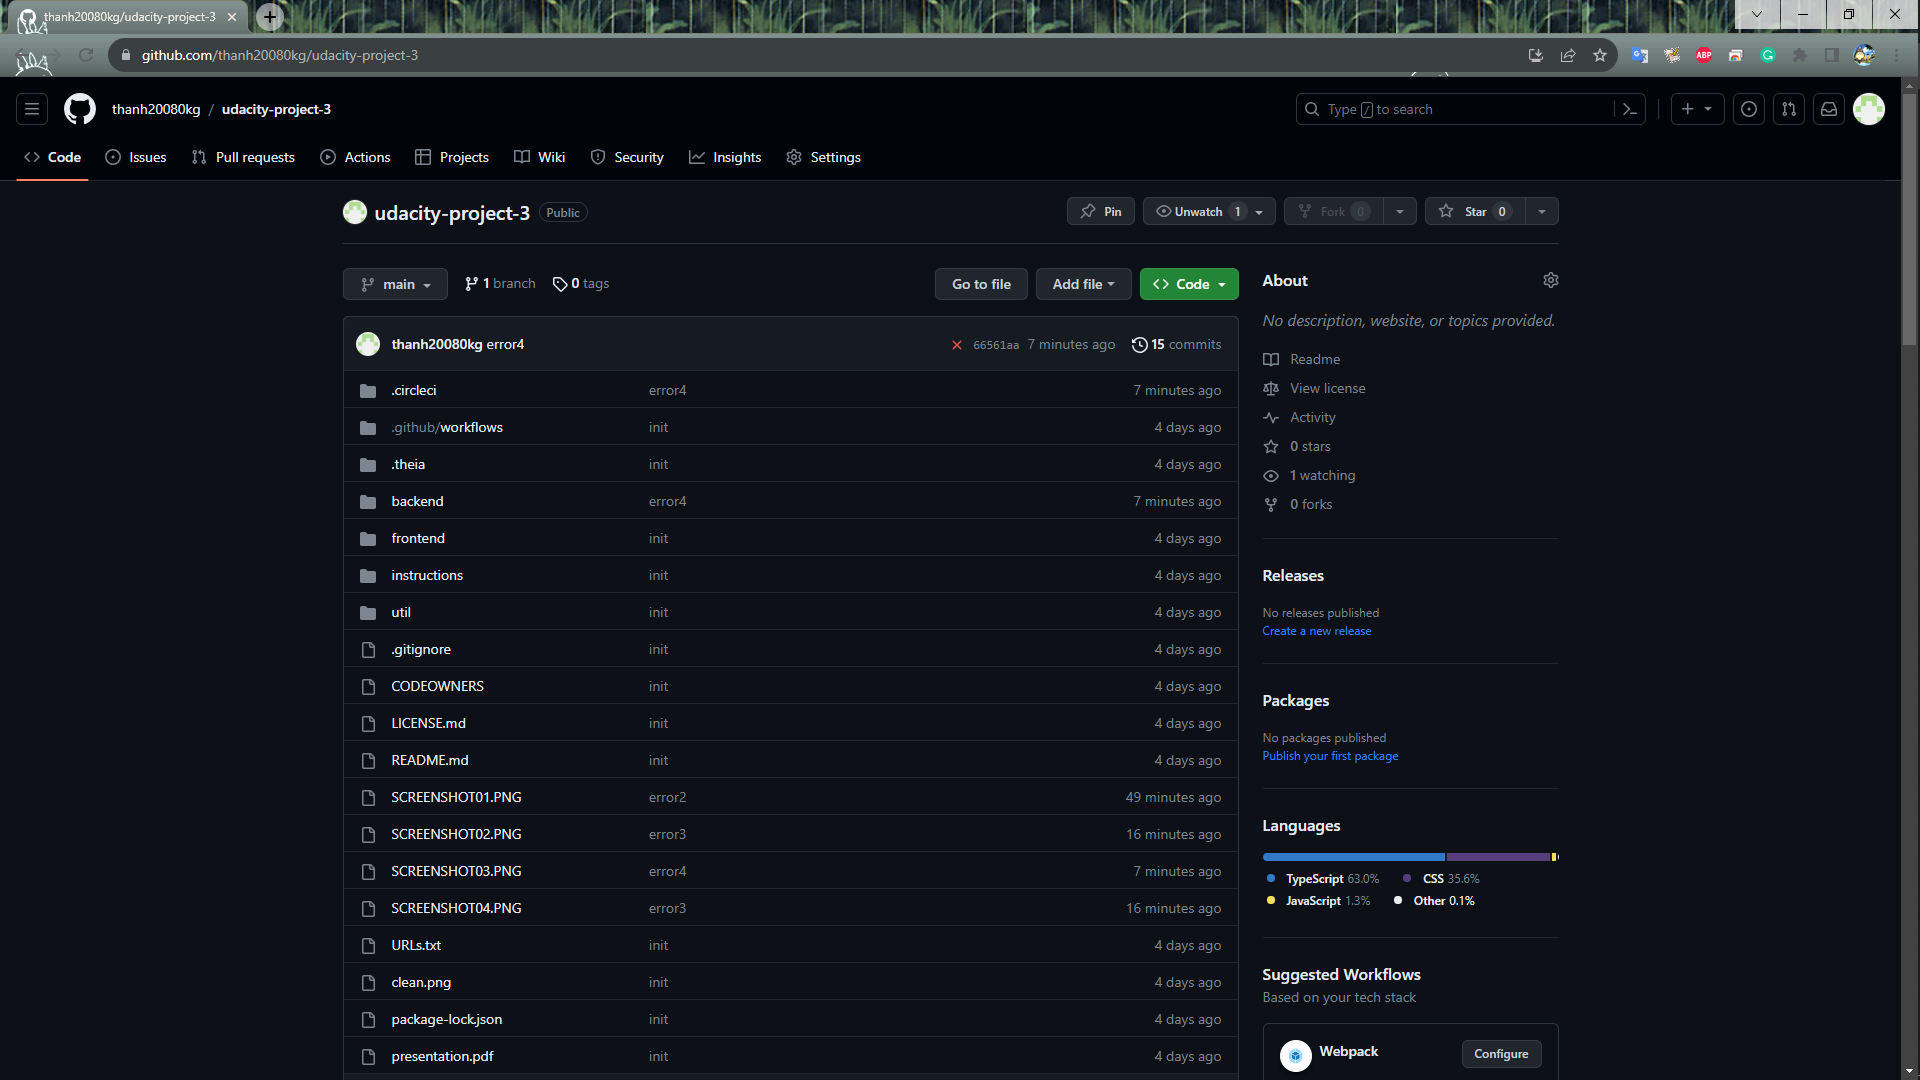 thanh20080kg/udacity-project-3
github.com/thanh20080kg/udacity-project-3
ABP
thanh20080kg / udacity-project-3
Type / to search
Code Issues Pull requests Actions Projects Wiki Security Insights Settings
udacity-project-3 Public
Pin Unwatch 1 Fork 0 Star 0
main 1 branch 0 tags Go to file Add file Code
thanh20080kg error4 66561aa 7 minutes ago 15 commits
.circleci error4 7 minutes ago
.github/workflows init 4 days ago
.theia init 4 days ago
backend error4 7 minutes ago
frontend init 4 days ago
instructions init 4 days ago
util init 4 days ago
.gitignore init 4 days ago
CODEOWNERS init 4 days ago
LICENSE.md init 4 days ago
README.md init 4 days ago
SCREENSHOT01.PNG error2 49 minutes ago
SCREENSHOT02.PNG error3 16 minutes ago
SCREENSHOT03.PNG error4 7 minutes ago
SCREENSHOT04.PNG error3 16 minutes ago
URLs.txt init 4 days ago
clean.png init 4 days ago
package-lock.json init 4 days ago
presentation.pdf init 4 days ago
About
No description, website, or topics provided.
Readme
View license
Activity
0 stars
1 watching
0 forks
Releases
No releases published
Create a new release
Packages
No packages published
Publish your first package
Languages
TypeScript 63.0% CSS 35.6%
JavaScript 1.3% Other 0.1%
Suggested Workflows
Based on your tech stack
Webpack Configure